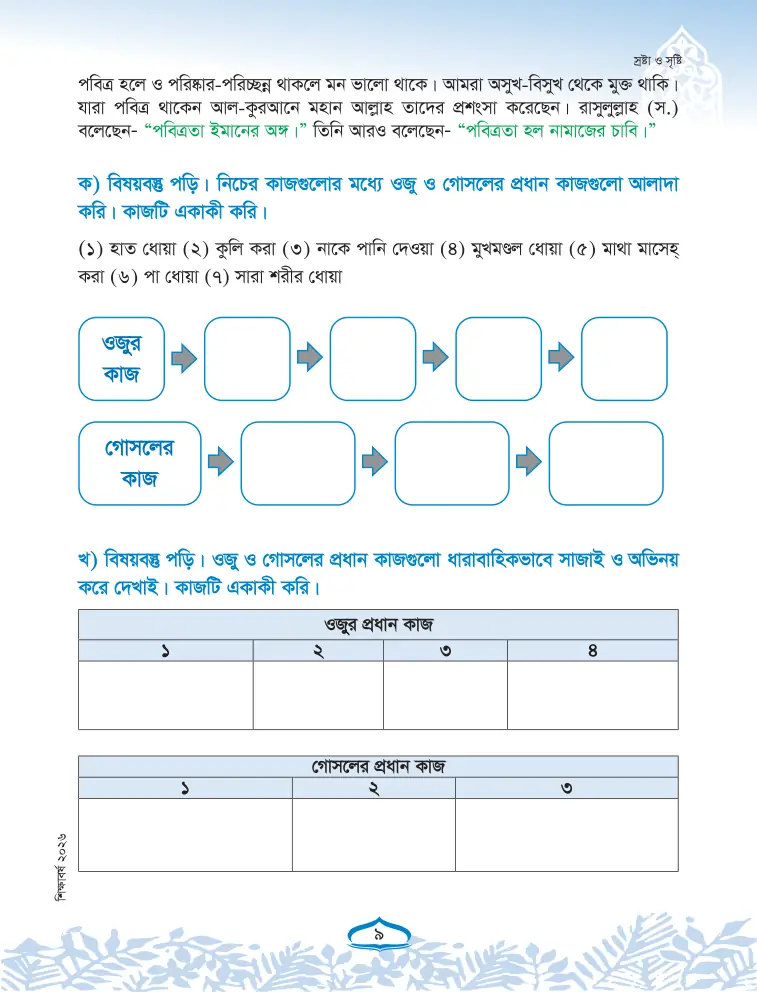 স্রষ্টা ও সৃষ্টি
পবিত্র হলে ও পরিষ্কার-পরিচ্ছন্ন থাকলে মন ভালো থাকে। আমরা অসুখ-বিসুখ থেকে মুক্ত থাকি।
যারা পবিত্র থাকেন আল-কুরআনে মহান আল্লাহ তাদের প্রশংসা করেছেন। রাসুলুল্লাহ (স.)
বলেছেন- “পবিত্রতা ইমানের অঙ্গ।” তিনি আরও বলেছেন- “পবিত্রতা হল নামাজের চাবি।”
ক) বিষয়বস্তু পড়ি। নিচের কাজগুলোর মধ্যে ওজু ও গোসলের প্রধান কাজগুলো আলাদা
করি। কাজটি একাকী করি।
(১) হাত ধোয়া (২) কুলি করা (৩) নাকে পানি দেওয়া (৪) মুখমণ্ডল ধোয়া (৫) মাথা মাসেহ্
করা (৬) পা ধোয়া (৭) সারা শরীর ধোয়া
ওজুর
কাজ
গোসলের
কাজ
খ) বিষয়বস্তু পড়ি। ওজু ও গোসলের প্রধান কাজগুলো ধারাবাহিকভাবে সাজাই ও অভিনয়
করে দেখাই। কাজটি একাকী করি।
ওজুর প্রধান কাজ
১ ২ ৩ ৪
গোসলের প্রধান কাজ
১ ২ ৩
শিক্ষাবর্ষ ২০২৬
৯